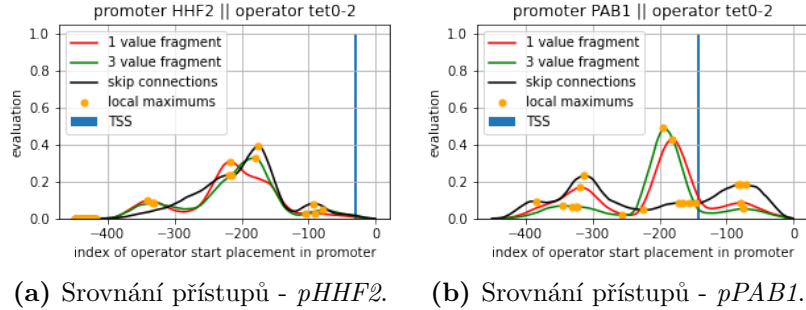 promoter HHF2 || operator tet0-2
1.0
0.8
0.6
0.4
0.2
0.0
evaluation
1 value fragment
3 value fragment
skip connections
local maximums
TSS
−400
−300
−200
−100
0
index of operator start placement in promoter
(a) Srovnání přístupů - pHHF2.
promoter PAB1 || operator tet0-2
1.0
0.8
0.6
0.4
0.2
0.0
evaluation
1 value fragment
3 value fragment
skip connections
local maximums
TSS
−400
−300
−200
−100
0
index of operator start placement in promoter
(b) Srovnání přístupů - pPAB1.